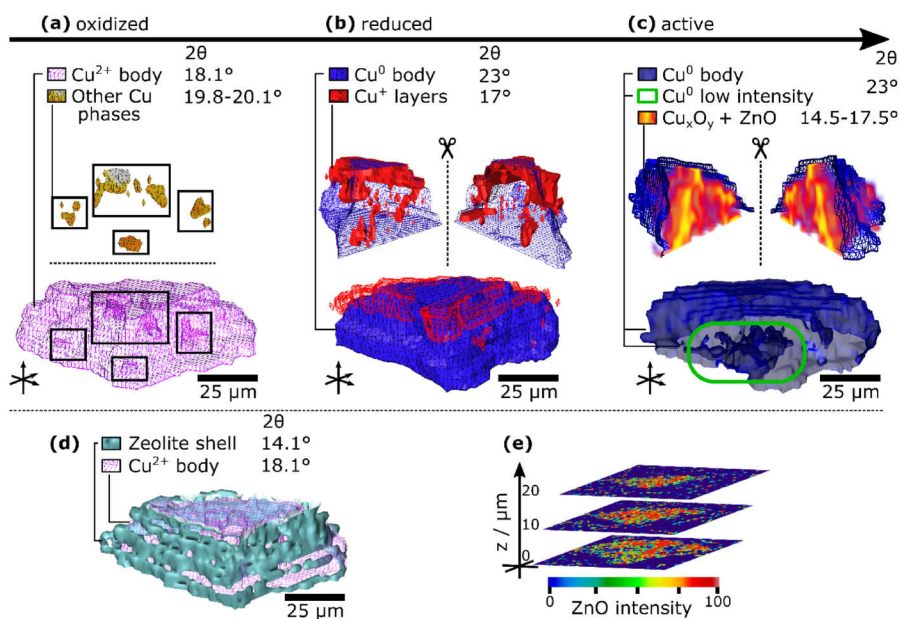 (a) oxidized
2θ
Cu²⁺ body 18.1°
Other Cu phases 19.8-20.1°
25 µm
(b) reduced
2θ
Cu⁰ body 23°
Cu⁺ layers 17°
25 µm
(c) active
2θ
Cu⁰ body 23°
Cu⁰ low intensity
CuₓOᵧ + ZnO 14.5-17.5°
25 µm
(d)
2θ
Zeolite shell 14.1°
Cu²⁺ body 18.1°
25 µm
(e)
z / µm
20
10
0
0 100
ZnO intensity